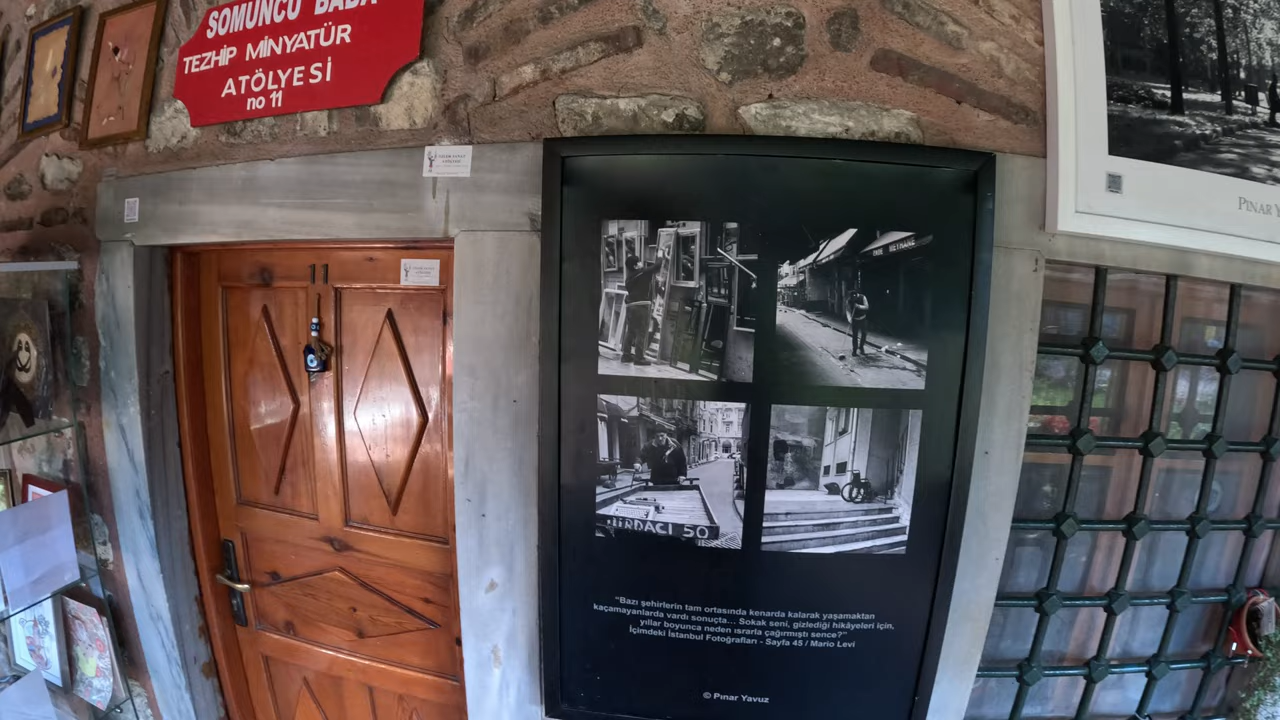 SOMUNCU BABA
TEZHİP MİNYATÜR
ATÖLYESİ
no 11
11
HURDACI 50
"Bazı şehirlerin tam ortasında kenarda kalarak yaşamaktan
kaçamayanlarda vardı sonuçta... Sokak seni, gizlediği hikâyeleri için,
yıllar boyunca neden ısrarla çağırmıştı sence?"
İçimdeki İstanbul Fotoğrafları - Sayfa 45 / Mario Levi
© Pınar Yavuz
PINAR Y